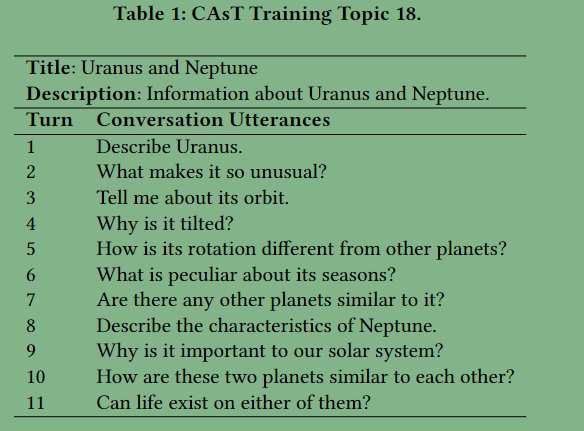 Table 1: CAsT Training Topic 18.
Title: Uranus and Neptune
Description: Information about Uranus and Neptune.
Turn Conversation Utterances
1 Describe Uranus.
2 What makes it so unusual?
3 Tell me about its orbit.
4 Why is it tilted?
5 How is its rotation different from other planets?
6 What is peculiar about its seasons?
7 Are there any other planets similar to it?
8 Describe the characteristics of Neptune.
9 Why is it important to our solar system?
10 How are these two planets similar to each other?
11 Can life exist on either of them?